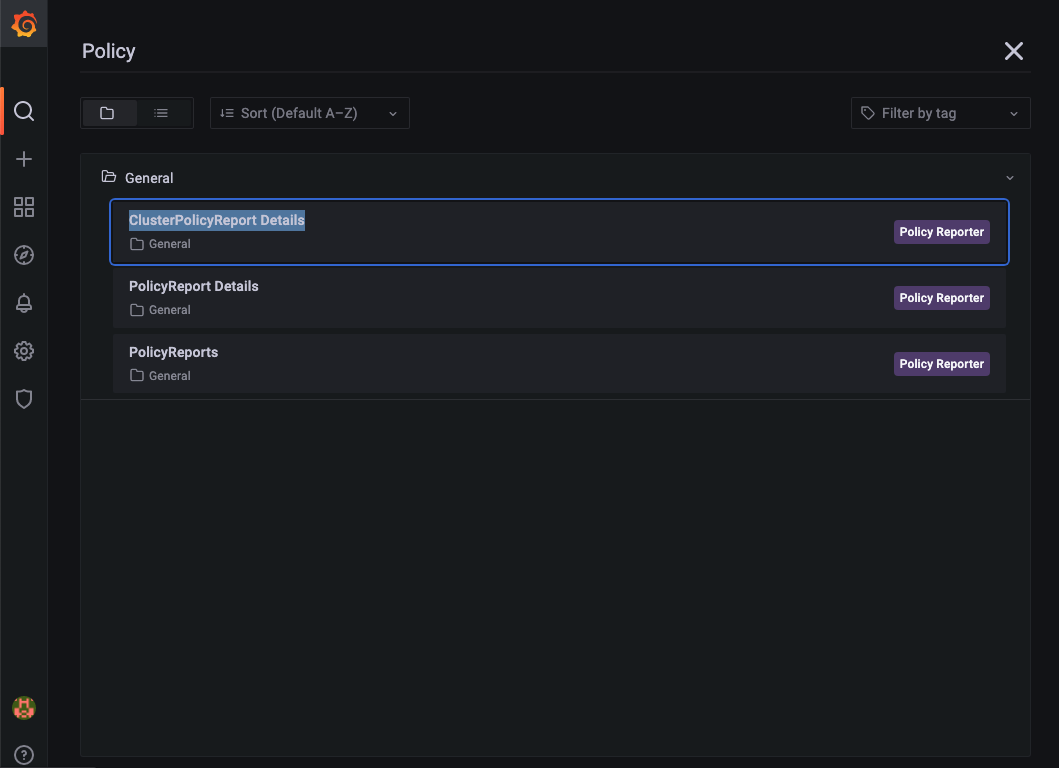 Policy
Sort (Default A–Z)
Filter by tag
General
ClusterPolicyReport Details
General
Policy Reporter
PolicyReport Details
General
Policy Reporter
PolicyReports
General
Policy Reporter